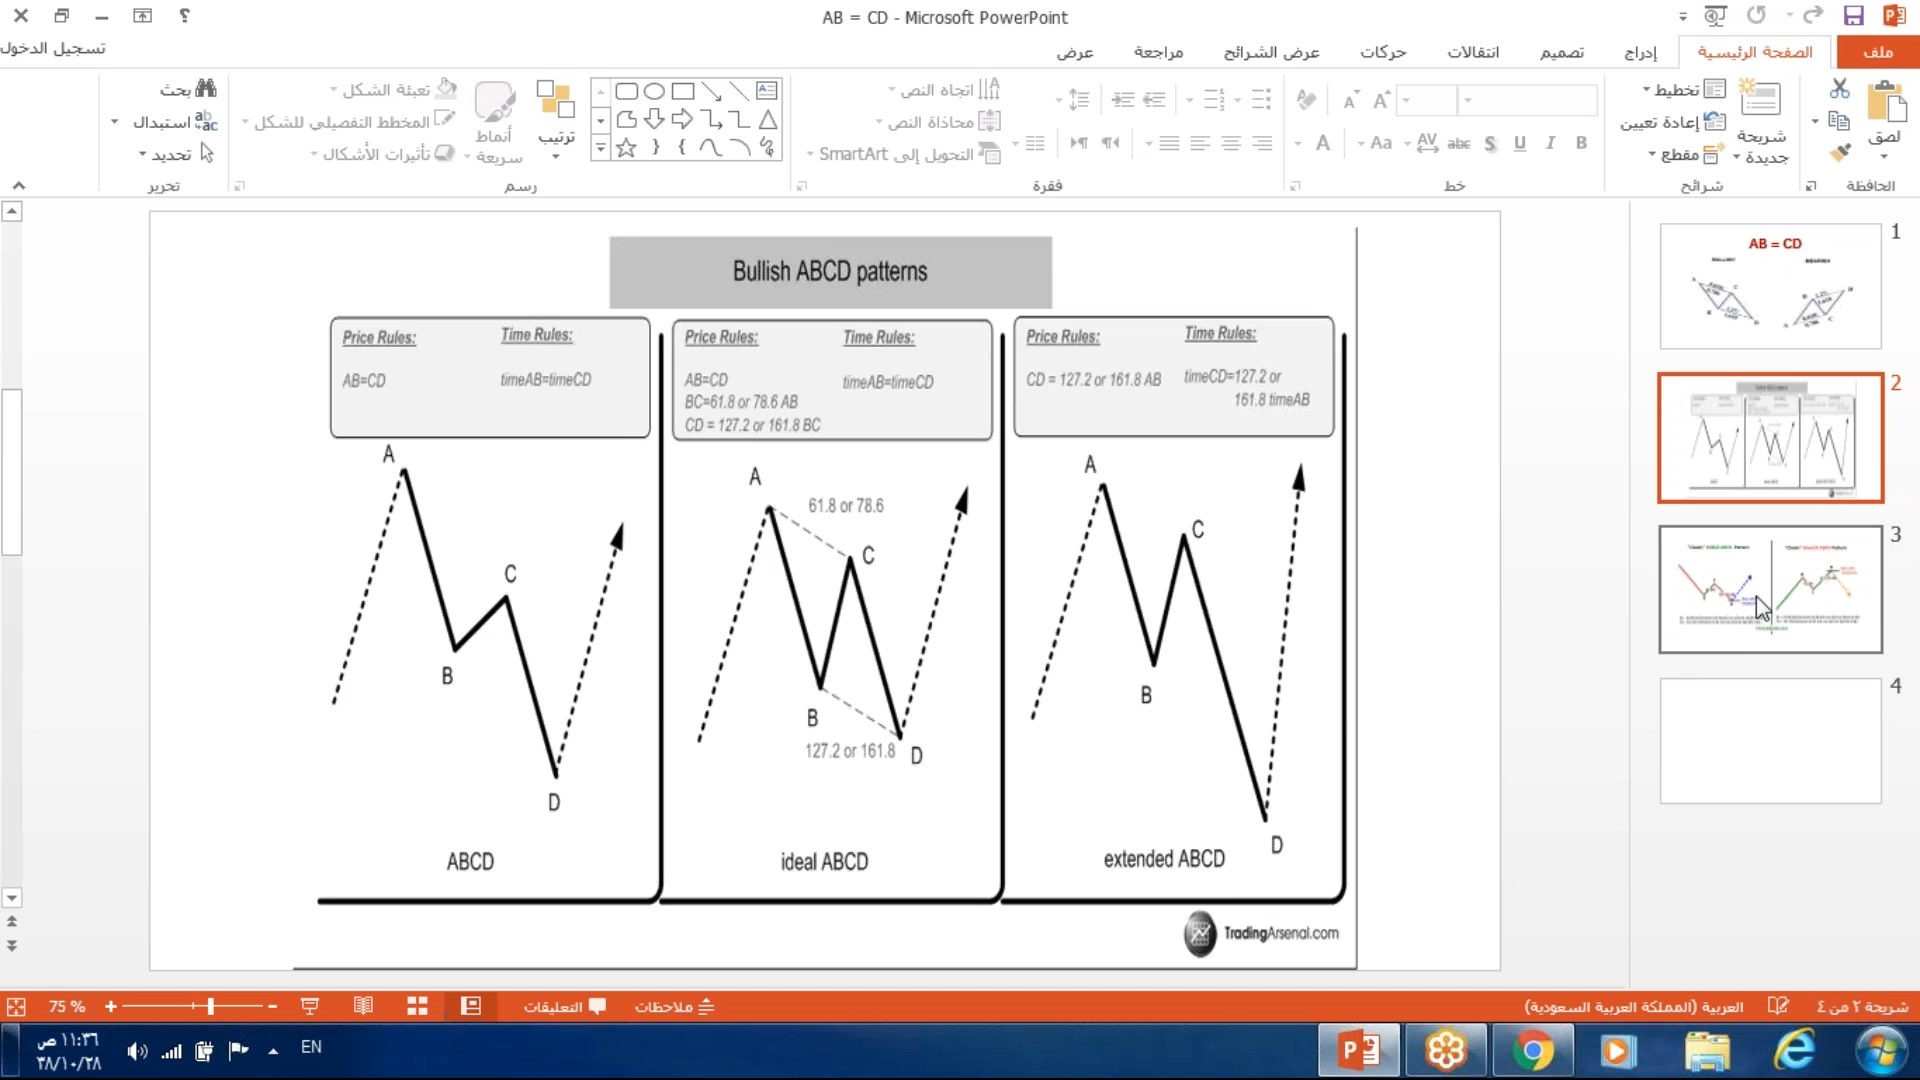 AB = CD - Microsoft PowerPoint
تسجيل الدخول
ملف
الصفحة الرئيسية
إدراج
تصميم
انتقالات
حركات
عرض الشرائح
مراجعة
عرض
لصق
الحافظة
شريحة
جديدة
تخطيط
إعادة تعيين
مقطع
شرائح
B I U S abc AV Aa A
A A
خط
اتجاه النص
محاذاة النص
التحويل إلى SmartArt
فقرة
ترتيب
أنماط
سريعة
تعبئة الشكل
المخطط التفصيلي للشكل
تأثيرات الأشكال
رسم
بحث
استبدال
تحديد
تحرير
Bullish ABCD patterns
Price Rules: Time Rules:
AB=CD timeAB=timeCD
A
B
C
D
ABCD
Price Rules: Time Rules:
AB=CD timeAB=timeCD
BC=61.8 or 78.6 AB
CD = 127.2 or 161.8 BC
A
61.8 or 78.6
C
B
127.2 or 161.8
D
ideal ABCD
Price Rules: Time Rules:
CD = 127.2 or 161.8 AB timeCD=127.2 or
161.8 timeAB
A
C
B
D
extended ABCD
TradingArsenal.com
1
AB = CD
BULLISH
BEARISH
2
3
4
شريحة ٢ من ٤
العربية (المملكة العربية السعودية)
ملاحظات
التعليقات
75 %
EN
١١:٣٦ ص
٣٨/١٠/٢٨